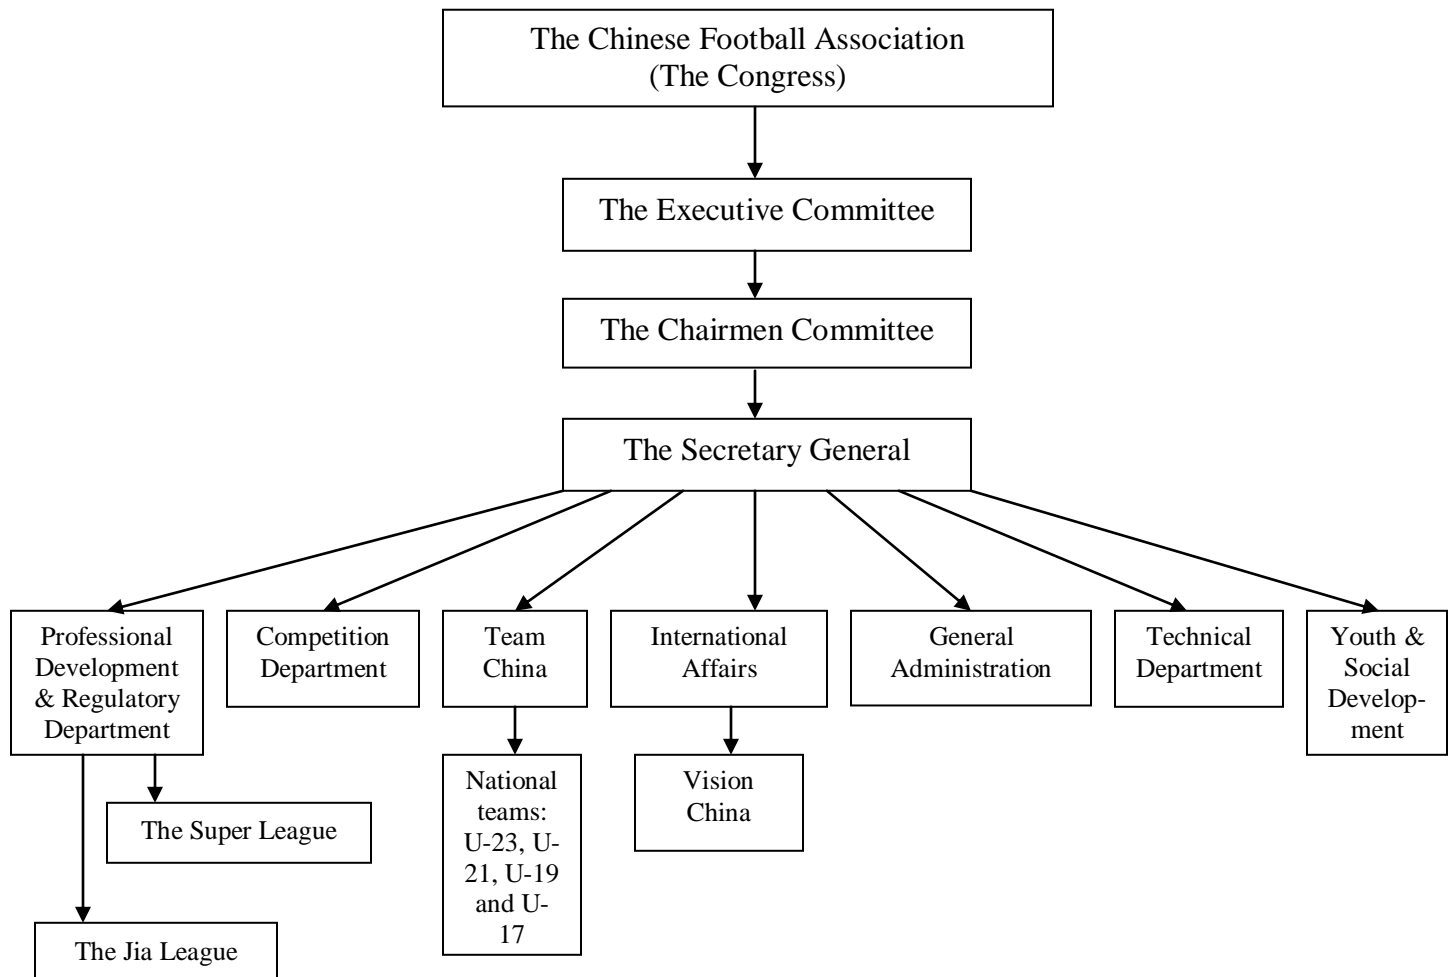 The Chinese Football Association
(The Congress)
The Executive Committee
The Chairmen Committee
The Secretary General
Professional
Development
& Regulatory
Department
Competition
Department
Team
China
International
Affairs
General
Administration
Technical
Department
Youth &
Social
Develop-
ment
National
teams:
U-23, U-
21, U-19
and U-
17
Vision
China
The Super League
The Jia League